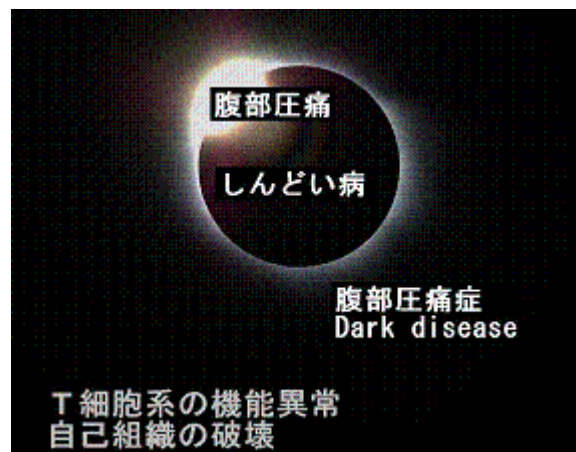 腹部圧痛
しんどい病
腹部圧痛症
Dark disease
T細胞系の機能異常
自己組織の破壊